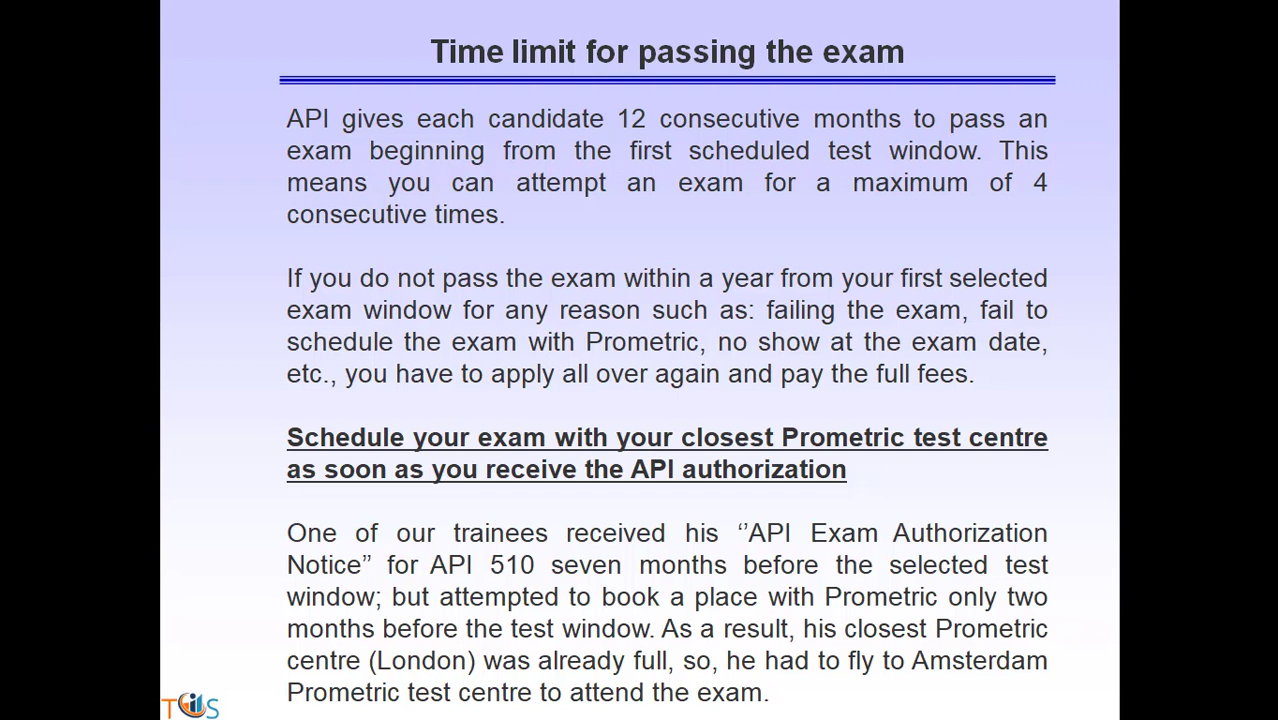 Time limit for passing the exam
API gives each candidate 12 consecutive months to pass an
exam beginning from the first scheduled test window. This
means you can attempt an exam for a maximum of 4
consecutive times.
If you do not pass the exam within a year from your first selected
exam window for any reason such as: failing the exam, fail to
schedule the exam with Prometric, no show at the exam date,
etc., you have to apply all over again and pay the full fees.
Schedule your exam with your closest Prometric test centre
as soon as you receive the API authorization
One of our trainees received his ‘’API Exam Authorization
Notice’’ for API 510 seven months before the selected test
window; but attempted to book a place with Prometric only two
months before the test window. As a result, his closest Prometric
centre (London) was already full, so, he had to fly to Amsterdam
Prometric test centre to attend the exam.